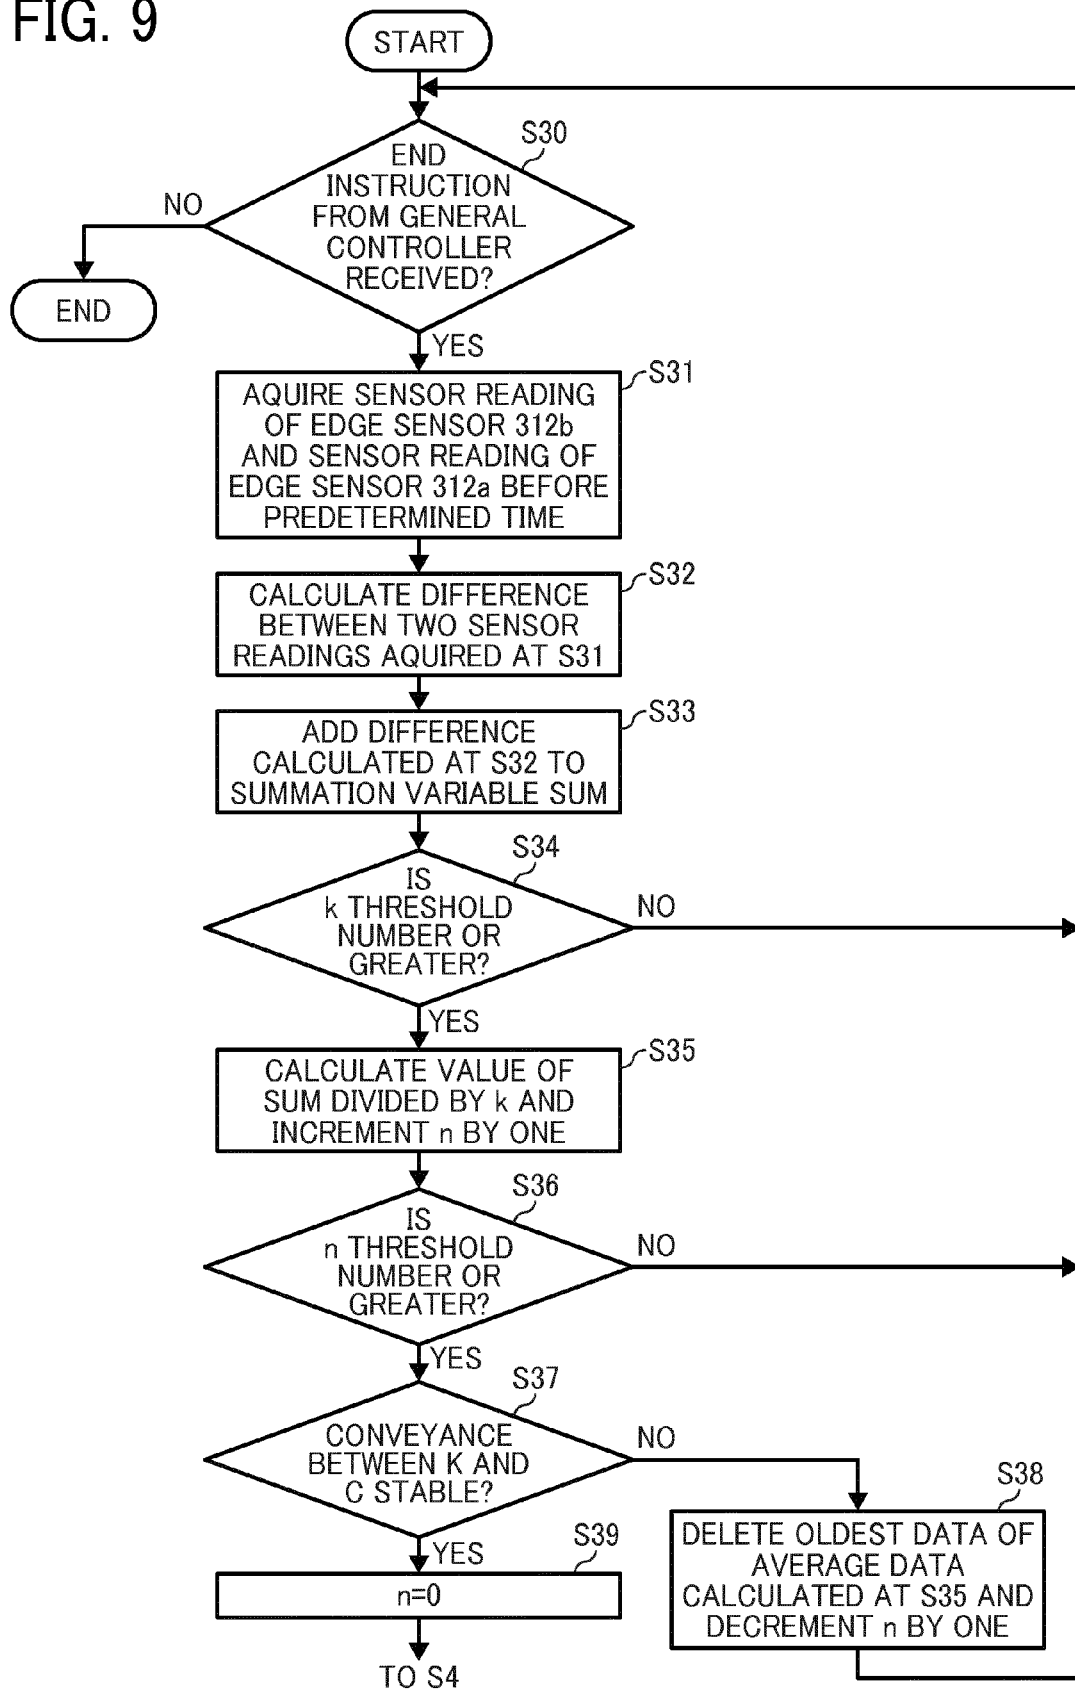 FIG. 9
START
S30
END
INSTRUCTION
FROM GENERAL
CONTROLLER
RECEIVED?
NO
END
YES
S31
AQUIRE SENSOR READING
OF EDGE SENSOR 312b
AND SENSOR READING OF
EDGE SENSOR 312a BEFORE
PREDETERMINED TIME
S32
CALCULATE DIFFERENCE
BETWEEN TWO SENSOR
READINGS AQUIRED AT S31
S33
ADD DIFFERENCE
CALCULATED AT S32 TO
SUMMATION VARIABLE SUM
S34
IS
k THRESHOLD
NUMBER OR
GREATER?
NO
YES
S35
CALCULATE VALUE OF
SUM DIVIDED BY k AND
INCREMENT n BY ONE
S36
IS
n THRESHOLD
NUMBER OR
GREATER?
NO
YES
S37
CONVEYANCE
BETWEEN K AND
C STABLE?
NO
S38
DELETE OLDEST DATA OF
AVERAGE DATA
CALCULATED AT S35 AND
DECREMENT n BY ONE
YES
S39
n=0
TO S4